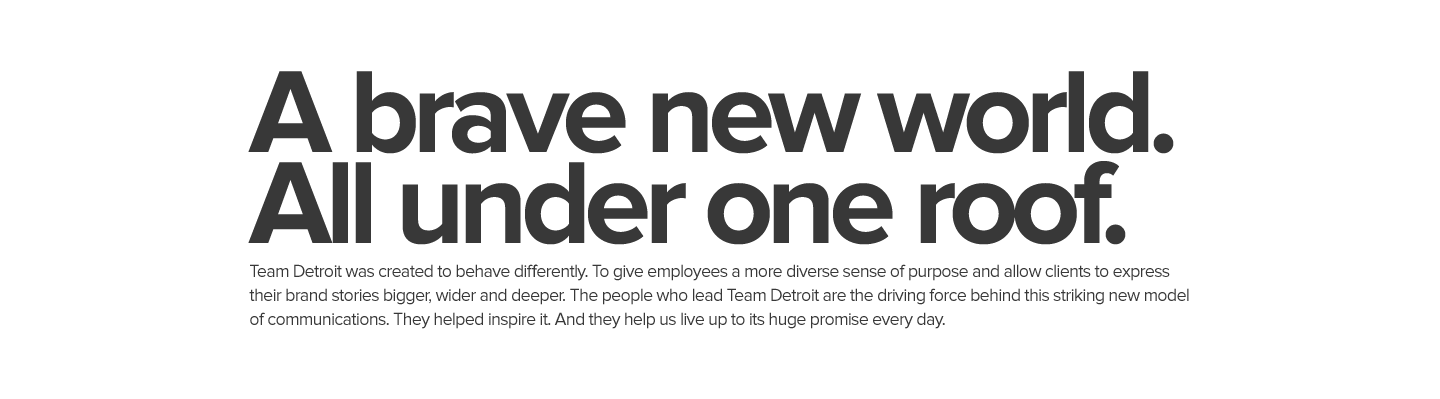 A brave new world.
All under one roof.
Team Detroit was created to behave differently. To give employees a more diverse sense of purpose and allow clients to express
their brand stories bigger, wider and deeper. The people who lead Team Detroit are the driving force behind this striking new model
of communications. They helped inspire it. And they help us live up to its huge promise every day.